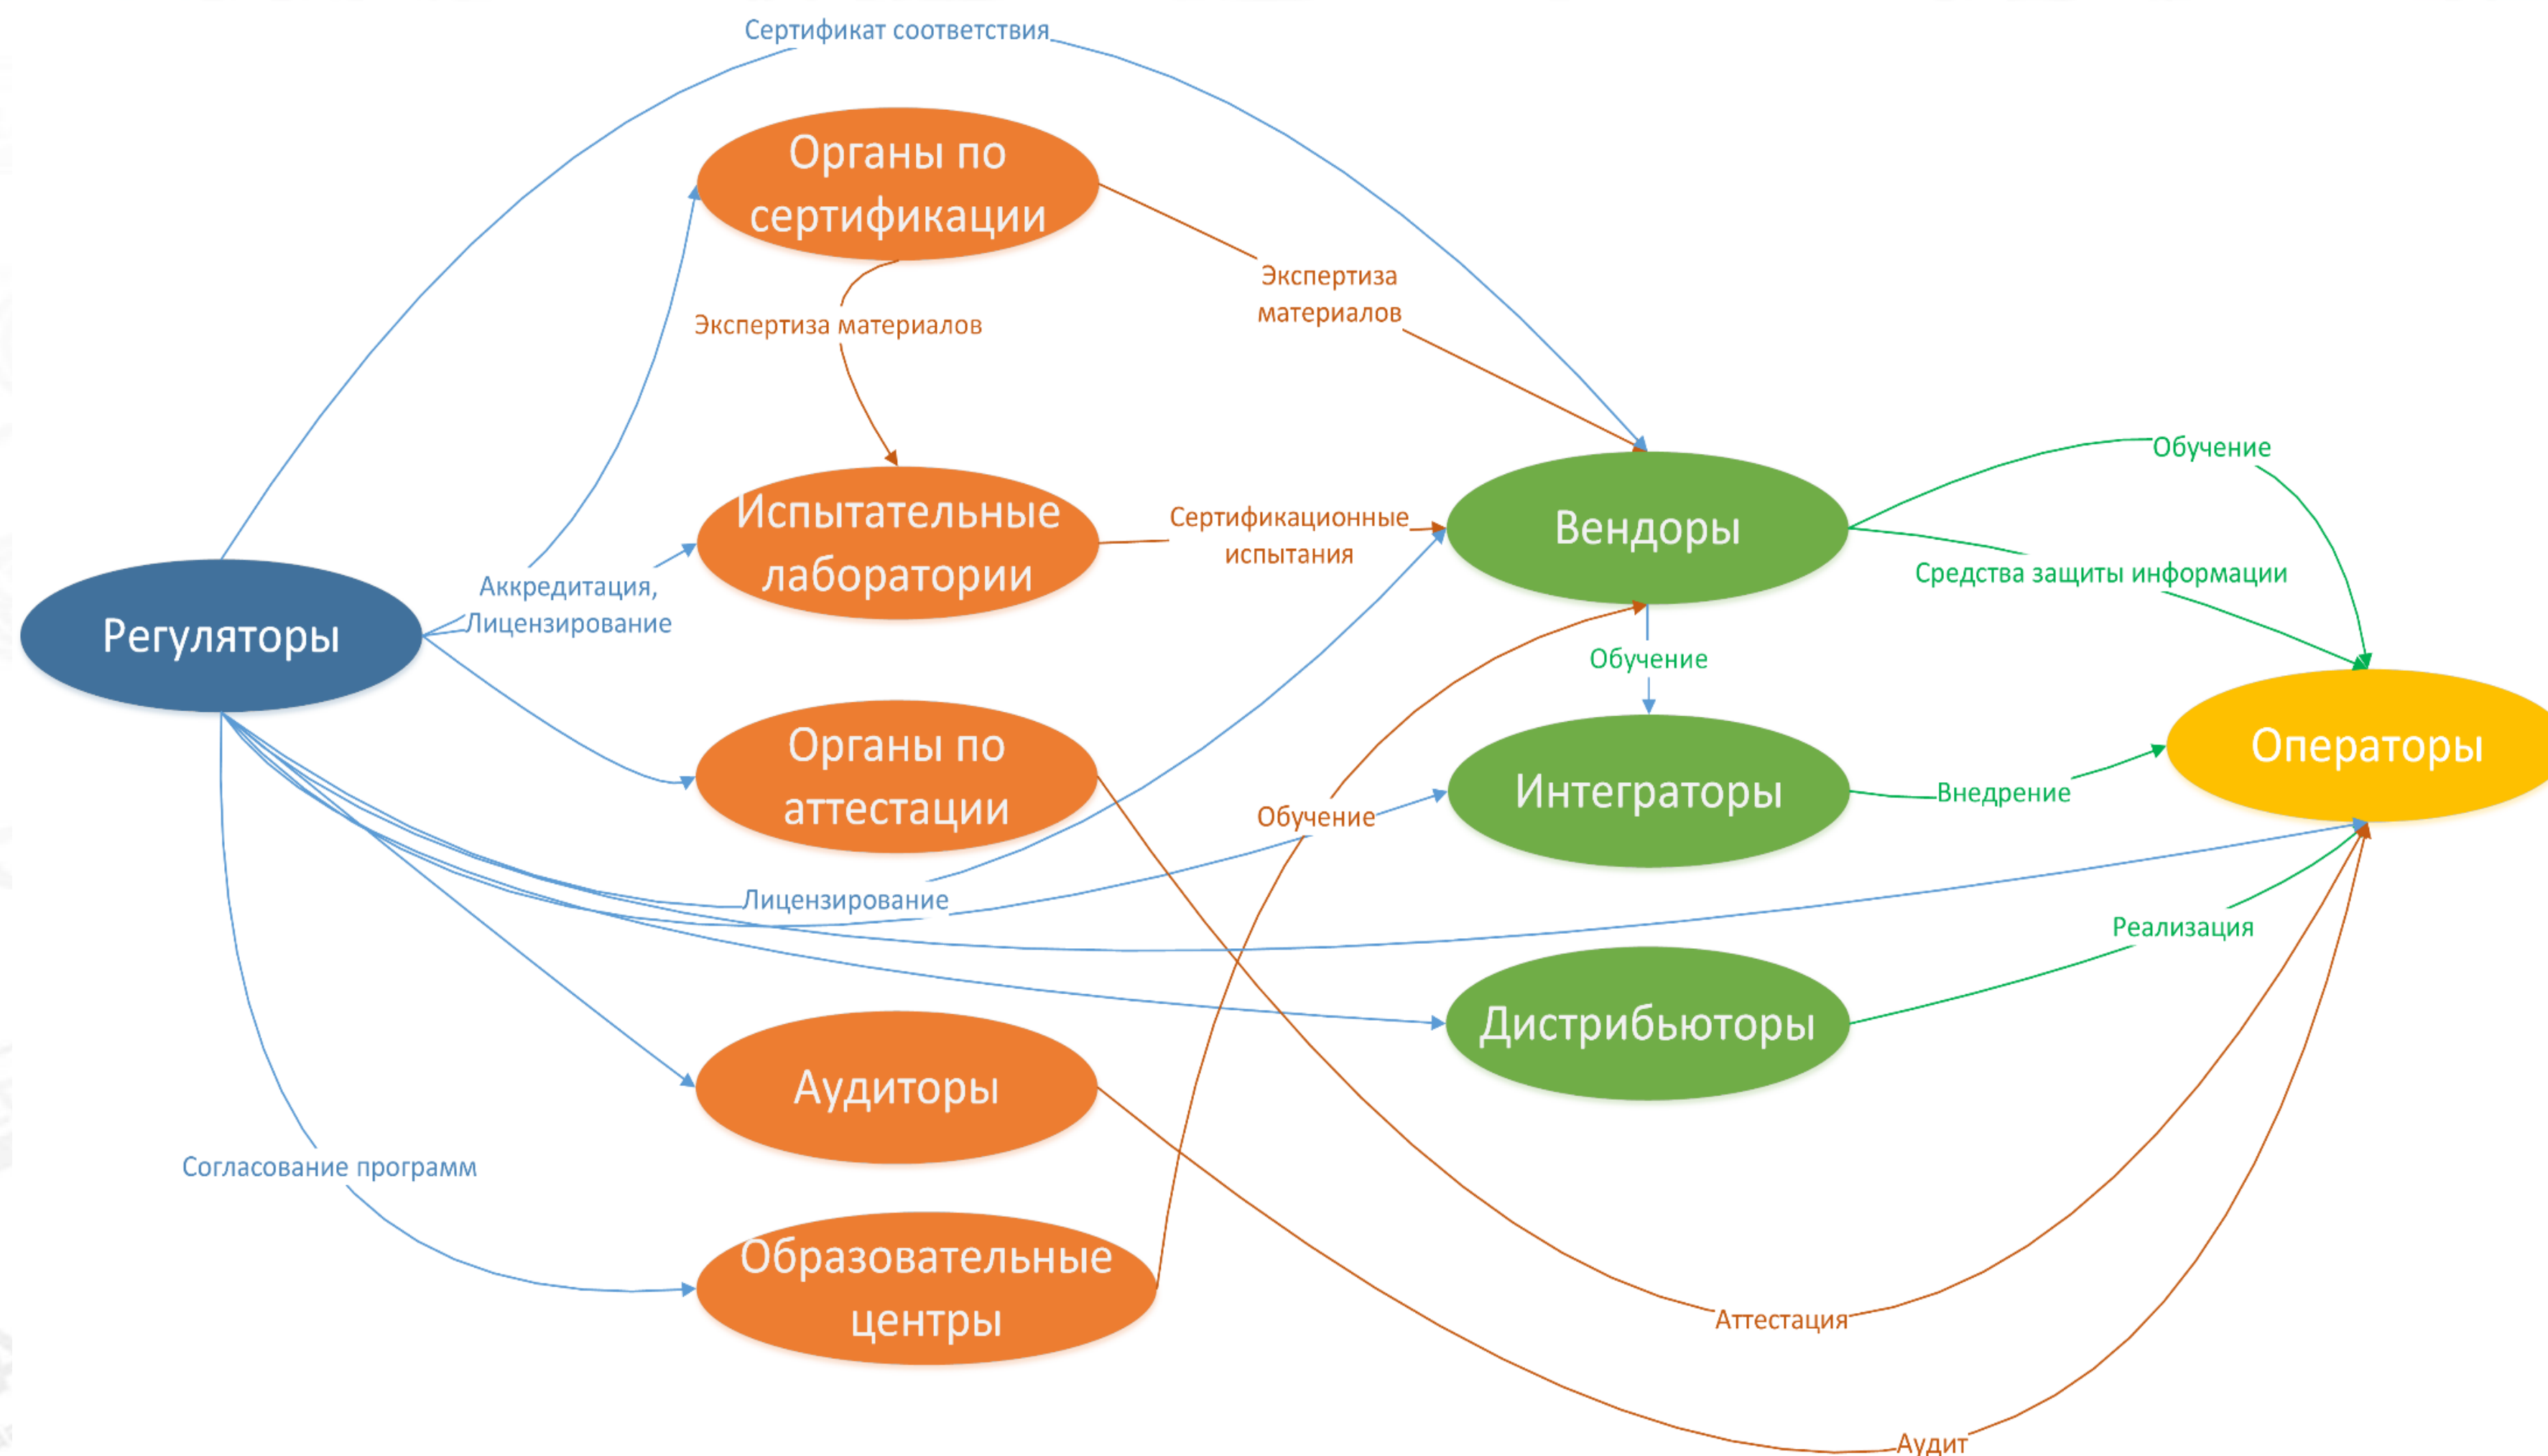 Сертификат соответствия
Органы по
сертификации
Экспертиза
материалов
Экспертиза материалов
Обучение
Испытательные
лаборатории
Сертификационные
испытания
Вендоры
Средства защиты информации
Аккредитация,
Лицензирование
Регуляторы
Обучение
Органы по
аттестации
Операторы
Интеграторы
Внедрение
Обучение
Лицензирование
Реализация
Дистрибьюторы
Аудиторы
Согласование программ
Образовательные
центры
Аттестация
Аудит